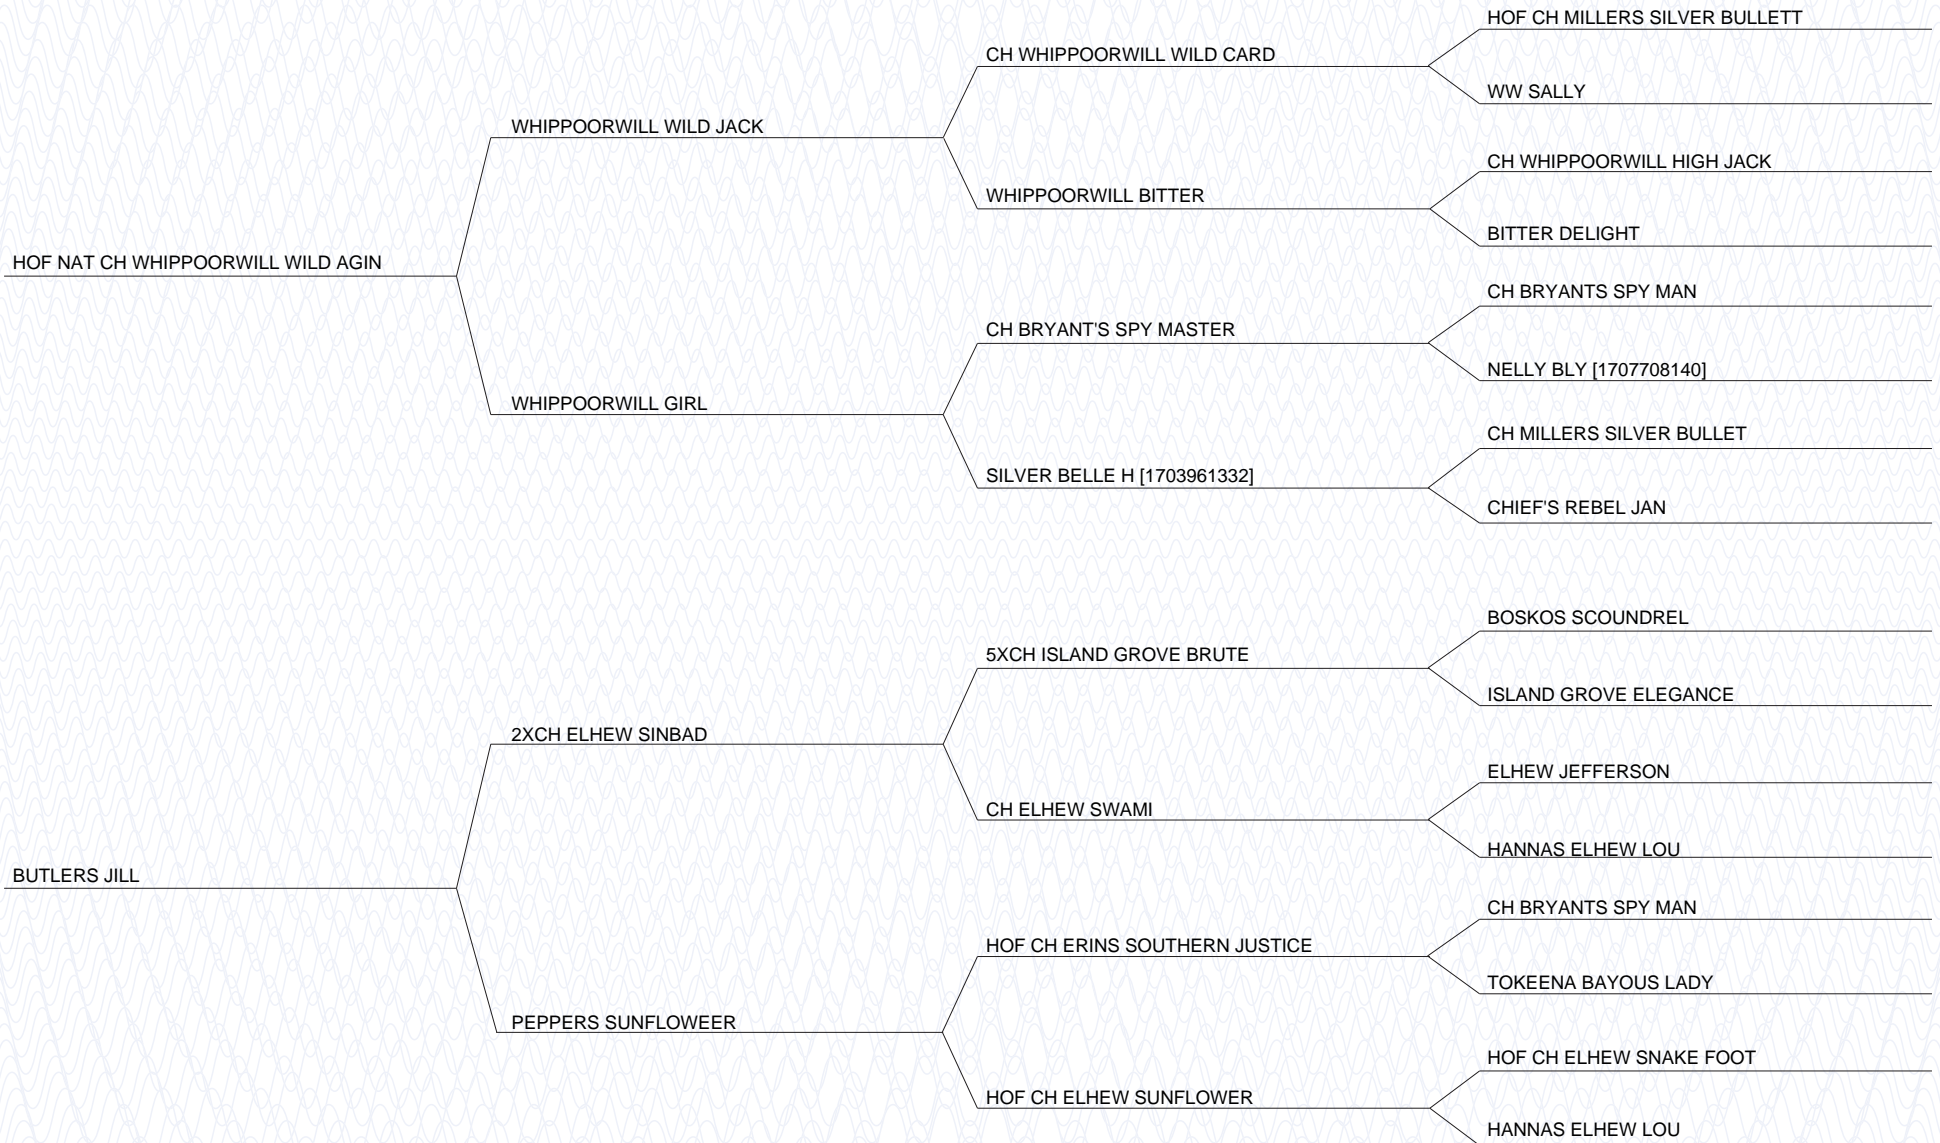 HOF CH MILLERS SILVER BULLETT
CH WHIPPOORWILL WILD CARD
WW SALLY
WHIPPOORWILL WILD JACK
CH WHIPPOORWILL HIGH JACK
WHIPPOORWILL BITTER
BITTER DELIGHT
HOF NAT CH WHIPPOORWILL WILD AGIN
CH BRYANTS SPY MAN
CH BRYANT'S SPY MASTER
NELLY BLY [1707708140]
WHIPPOORWILL GIRL
CH MILLERS SILVER BULLET
SILVER BELLE H [1703961332]
CHIEF'S REBEL JAN
BOSKOS SCOUNDREL
5XCH ISLAND GROVE BRUTE
ISLAND GROVE ELEGANCE
2XCH ELHEW SINBAD
ELHEW JEFFERSON
CH ELHEW SWAMI
HANNAS ELHEW LOU
BUTLERS JILL
CH BRYANTS SPY MAN
HOF CH ERINS SOUTHERN JUSTICE
TOKEENA BAYOUS LADY
PEPPERS SUNFLOWEER
HOF CH ELHEW SNAKE FOOT
HOF CH ELHEW SUNFLOWER
HANNAS ELHEW LOU